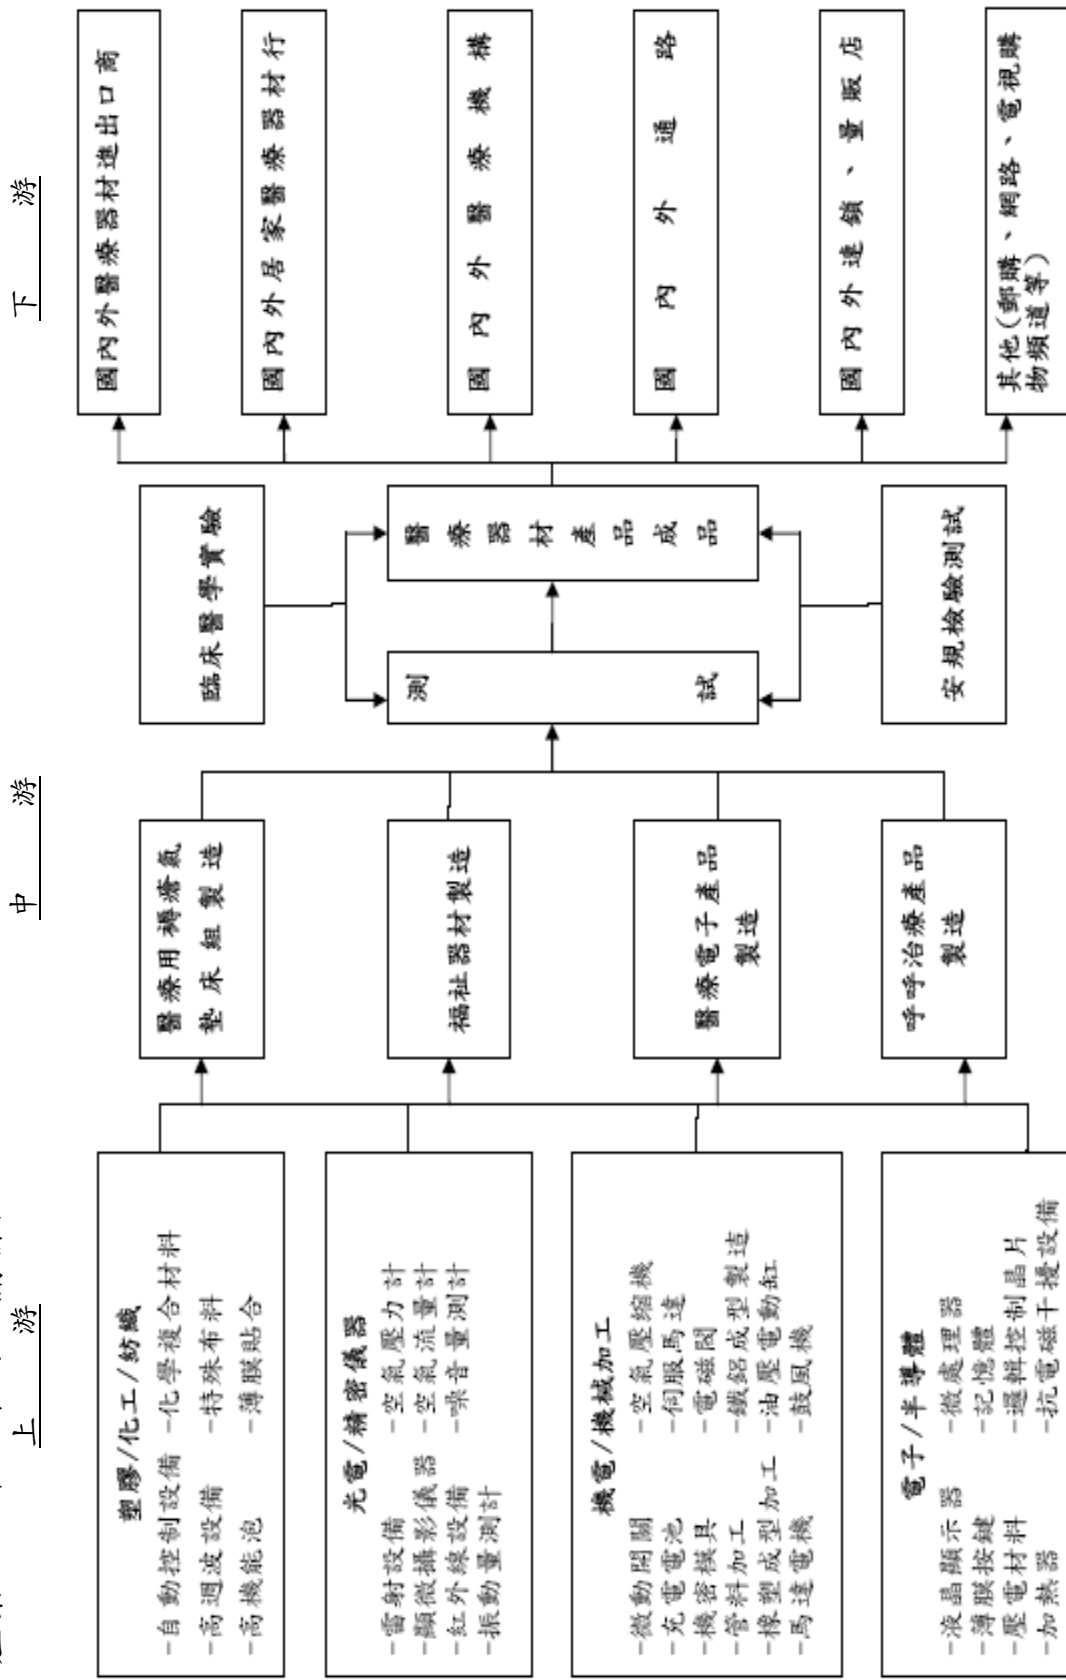 上 游
中 游
下 游
塑膠/化工/紡織
-自動控制設備 -化學複合材料
-高週波設備 -特殊布料
-高機能泡 -薄膜貼合
光電/精密儀器
-雷射設備 -空氣壓力計
-顯微攝影儀器 -空氣流量計
-紅外線設備 -噪音量測計
-振動量測計
機電/機械加工
-微動開關 -空氣壓縮機
-充電電池 -伺服馬達
-機密模具 -電磁閥
-管料加工 -鐵鋁成型製造
-橡塑成型加工 -油壓電動缸
-馬達電機 -鼓風機
電子/半導體
-液晶顯示器 -微處理器
-薄膜按鍵 -記憶體
-壓電材料 -邏輯控制晶片
-加熱器 -抗電磁干擾設備
醫療用褥瘡氣
墊床組製造
福祉器材製造
醫療電子產品
製造
呼呼治療產品
製造
臨床醫學實驗
測 試
醫療器材產品成品
安規檢驗測試
國內外醫療器材進出口商
國內外居家醫療器材行
國內外醫療機構
國內外通路
國內外連鎖、量販店
其他(郵購、網路、電視購
物頻道等)